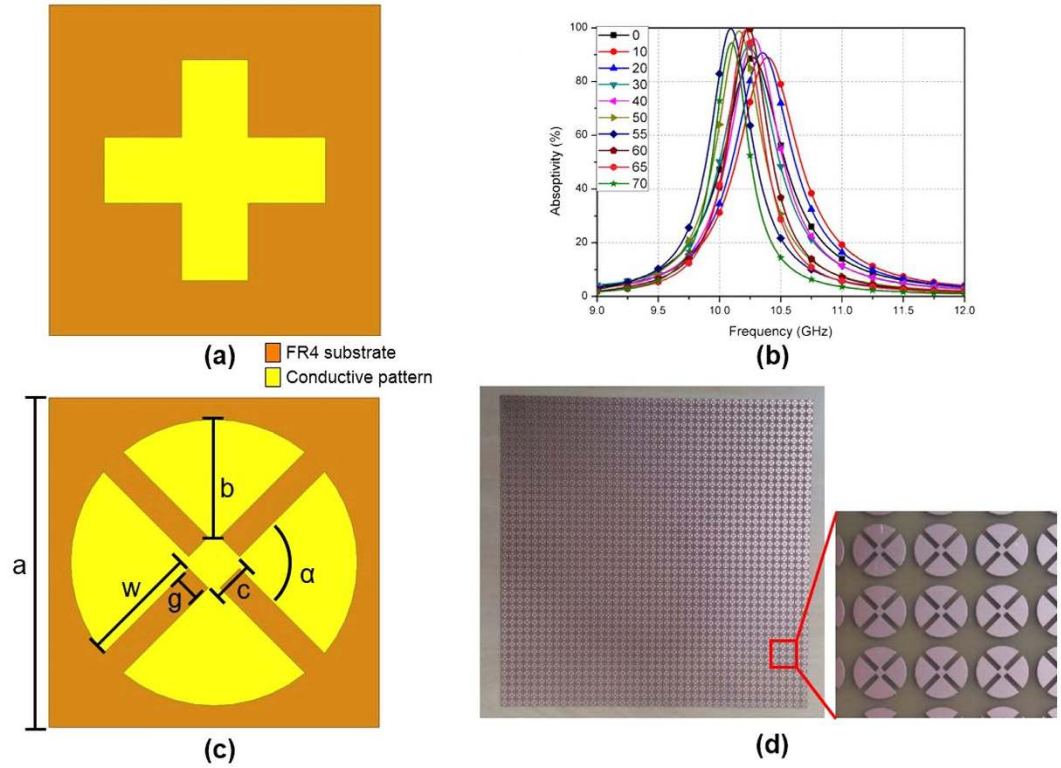 (a)
FR4 substrate
Conductive pattern
100
80
60
40
20
0
Absoptivity (%)
0
10
20
30
40
50
55
60
65
70
9.0 9.5 10.0 10.5 11.0 11.5 12.0
Frequency (GHz)
(b)
a
b
w
g
c
α
(c)
(d)